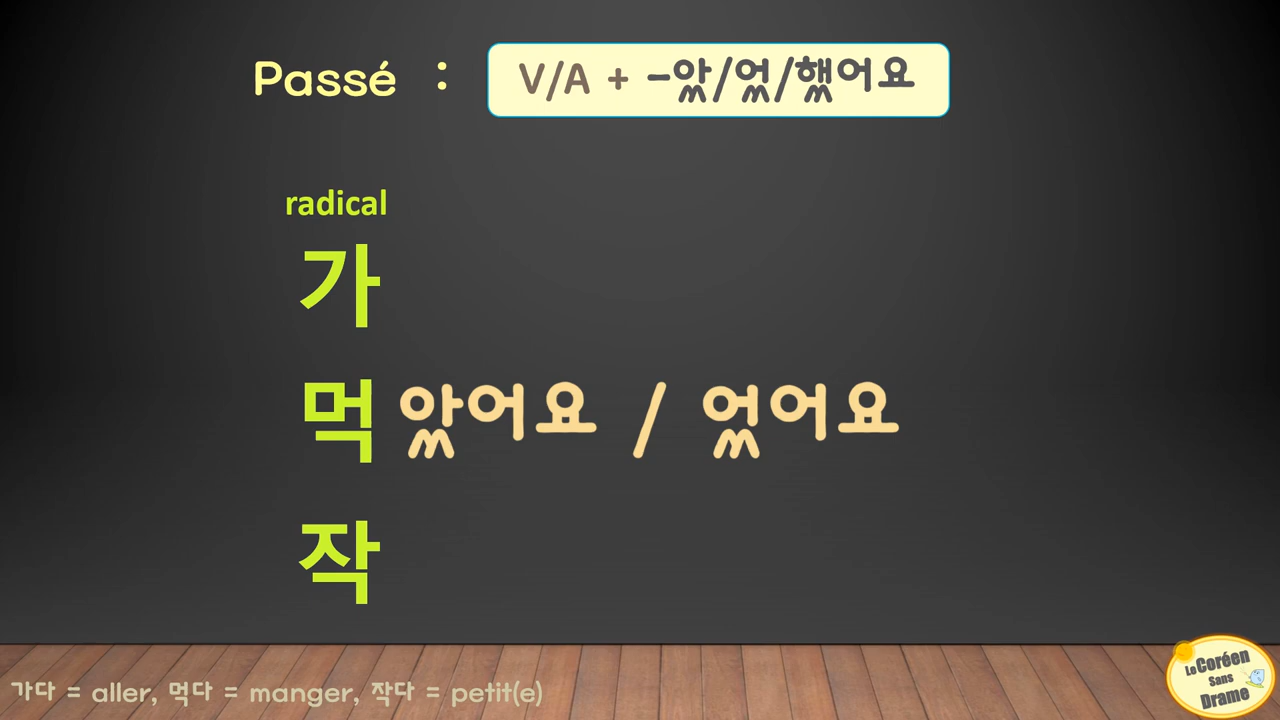 Passé : V/A + -았/었/했어요
radical
가
먹 았어요 / 었어요
작
가다 = aller, 먹다 = manger, 작다 = petit(e)
Le Coréen
Sans
Drame